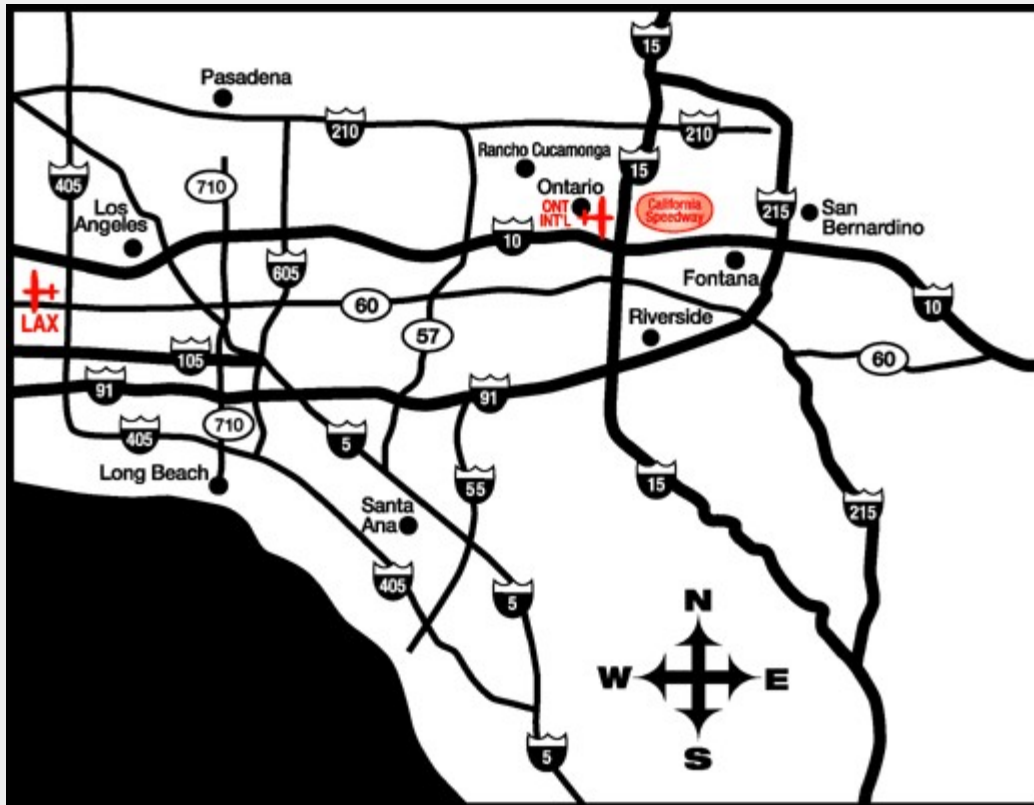 15
Pasadena
210
210
Rancho Cucamonga
15
405
710
Ontario
ONT
INT'L
California
Speedway
215
San
Bernardino
Los
Angeles
10
605
Fontana
10
LAX
60
57
Riverside
105
60
91
91
710
405
5
Long Beach
55
15
Santa
Ana
215
405
5
N
W
E
S
5